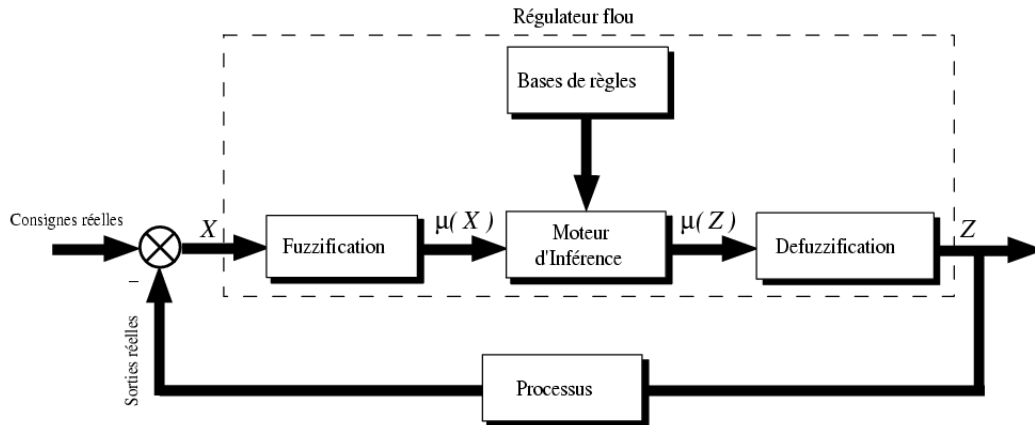 Régulateur flou
Bases de règles
Consignes réelles
X
Fuzzification
μ( X )
Moteur
d'Inférence
μ( Z )
Defuzzification
Z
–
Sorties réelles
Processus